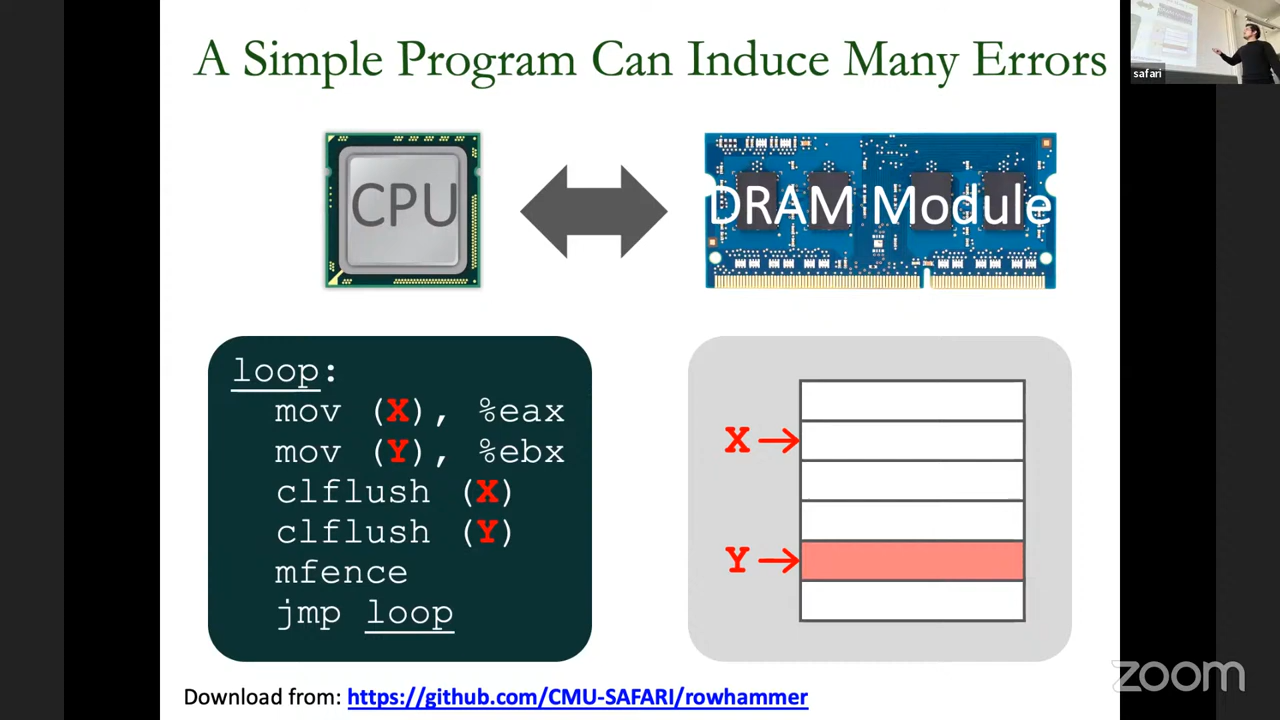 A Simple Program Can Induce Many Errors
safari
CPU
DRAM Module
loop:
mov (X), %eax
mov (Y), %ebx
clflush (X)
clflush (Y)
mfence
jmp loop
X
Y
Download from: https://github.com/CMU-SAFARI/rowhammer
zoom